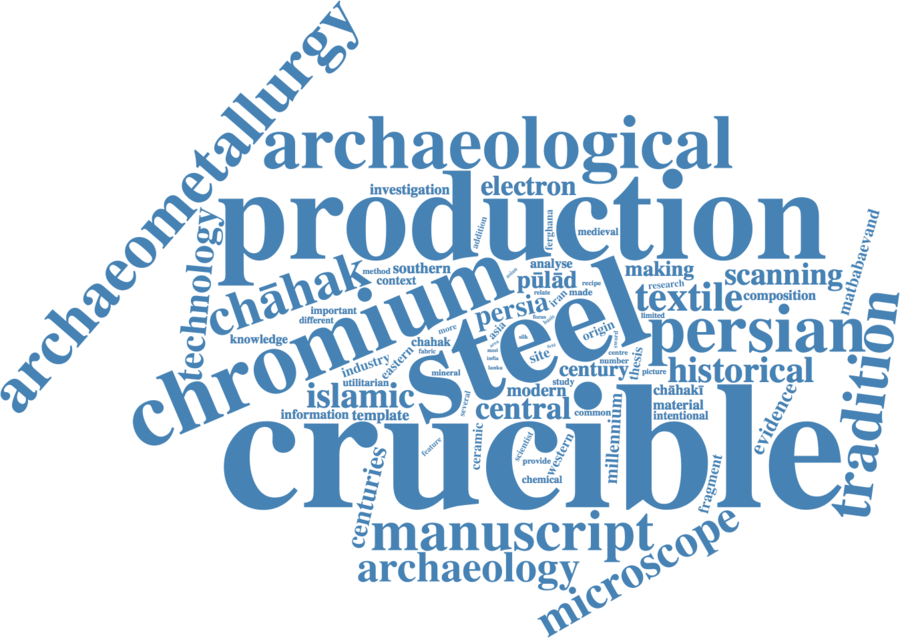 archaeometallurgy
archaeological
investigation
electron
production
addition
ferghana
medieval
technology
chāhak
method
southern
context
chromium
analyse
pūlād
recipe
relate
iran
made
making
research
scanning
matbabaevand
textile
composition
limited
persian
persia
asia
origin
steel
important
different
knowledge
more
chahak
fabric
industry
eastern
mineral
silk
site
lanka
century
centre
number
thesis
picture
historical
tradition
utilitarian
islamic
several
modern
study
chāhakī
material
intentional
information
template
central
common
millennium
evidence
crucible
feature
ceramic
scientist
western
provide
chemical
fragment
centuries
manuscript
archaeology
microscope